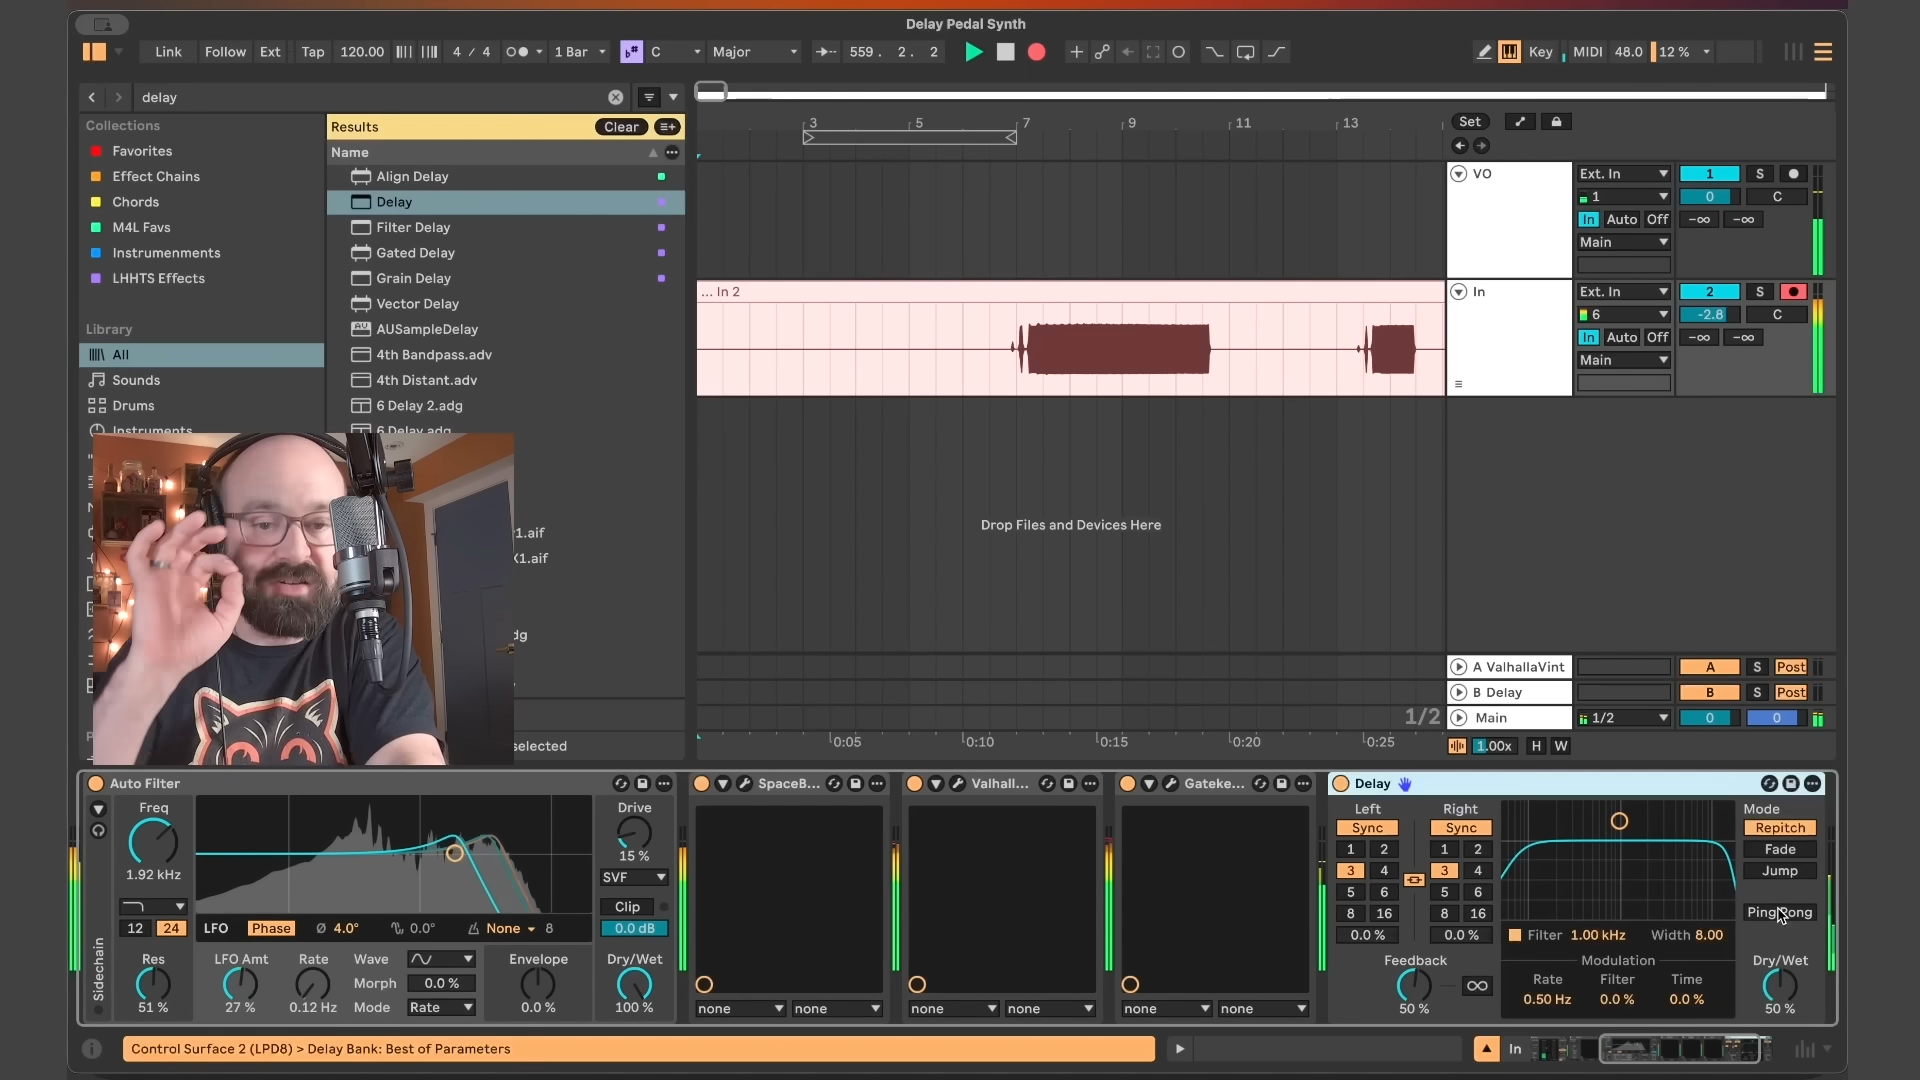 Delay Pedal Synth
Link Follow Ext Tap 120.00 4 / 4 1 Bar C Major 559. 2. 2 Key MIDI 48.0 12 %
delay
Collections
Favorites
Effect Chains
Chords
M4L Favs
Instrumenments
LHHTS Effects
Library
All
Sounds
Drums
Instruments
Results Clear
Name
Align Delay
Delay
Filter Delay
Gated Delay
Grain Delay
Vector Delay
AUSampleDelay
4th Bandpass.adv
4th Distant.adv
6 Delay 2.adg
6 Delay.adg
1.aif
X1.aif
dg
selected
3 5 7 9 11 13
Set
... In 2
Drop Files and Devices Here
1/2
0:05 0:10 0:15 0:20 0:25
VO Ext. In 1 S
1 0 C
In Auto Off -∞ -∞
Main
In Ext. In 2 S
6 -2.8 C
In Auto Off -∞ -∞
Main
A ValhallaVint A S Post
B Delay B S Post
Main 1/2 0 0
1.00x H W
Auto Filter
Freq
1.92 kHz
12 24
Res
51 %
Sidechain
LFO Phase Ø 4.0° 0.0° None 8
LFO Amt
27 %
Rate
0.12 Hz
Wave
Morph 0.0 %
Mode Rate
Envelope
0.0 %
Drive
15 %
SVF
Clip
0.0 dB
Dry/Wet
100 %
SpaceB...
none none
Valhall...
none none
Gateke...
none none
Delay
Left Right
Sync Sync
1 2 1 2
3 4 3 4
5 6 5 6
8 16 8 16
0.0 % 0.0 %
Feedback
50 %
Filter 1.00 kHz Width 8.00
Modulation
Rate Filter Time
0.50 Hz 0.0 % 0.0 %
Mode
Repitch
Fade
Jump
Ping Pong
Dry/Wet
50 %
Control Surface 2 (LPD8) > Delay Bank: Best of Parameters
In